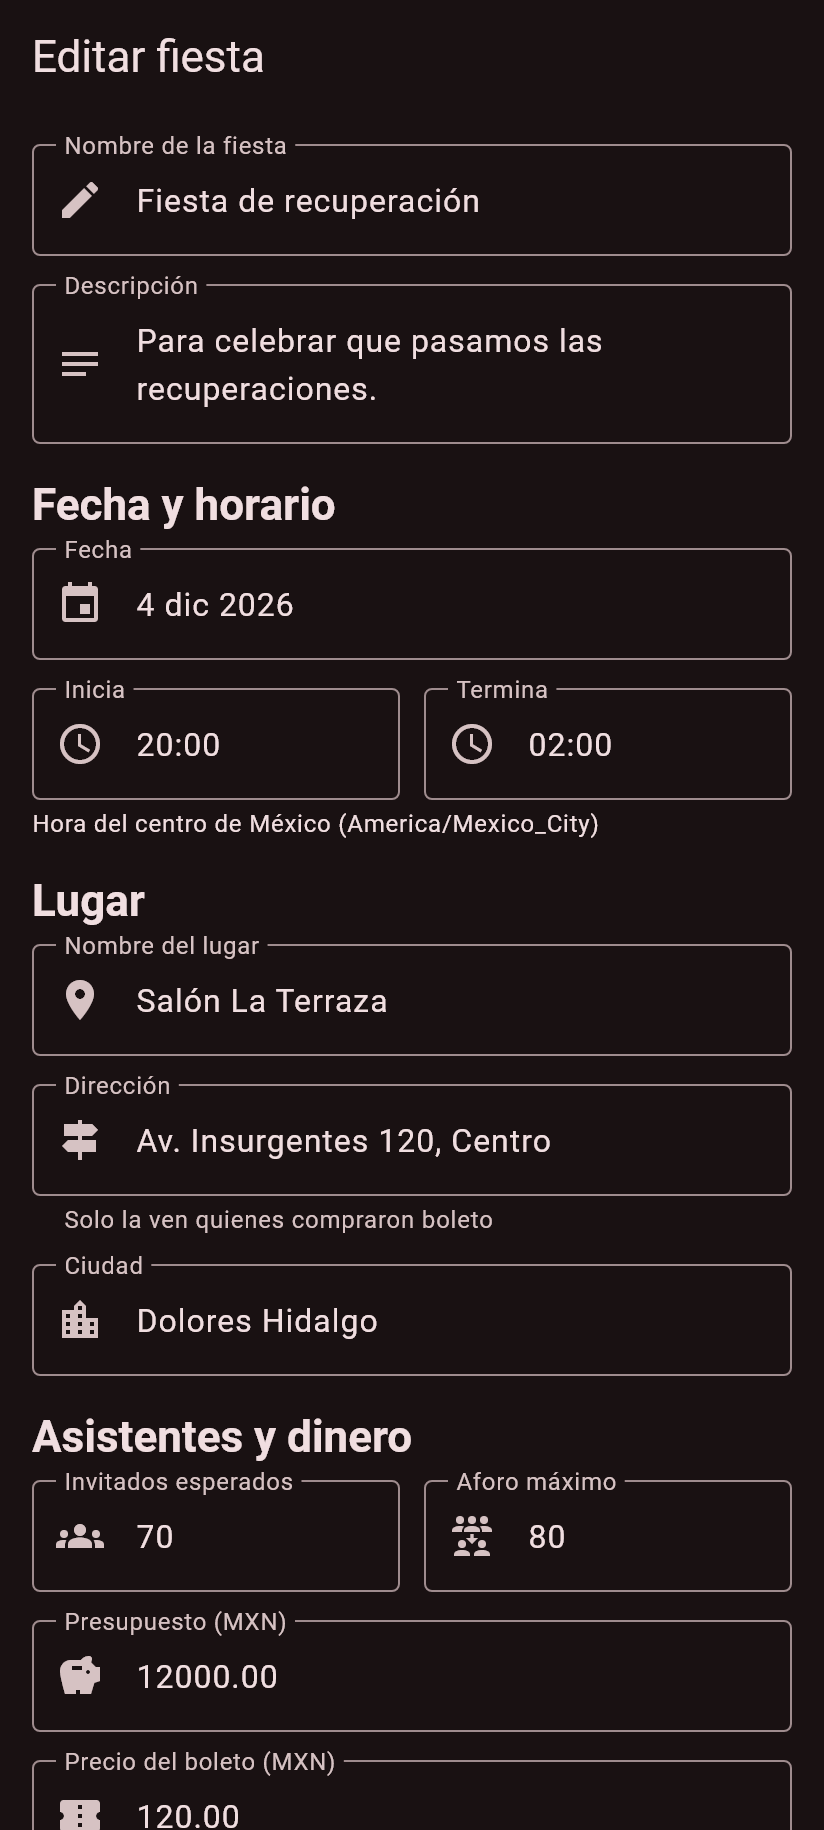 Editar fiesta
Nombre de la fiesta
Fiesta de recuperación
Descripción
Para celebrar que pasamos las
recuperaciones.
Fecha y horario
Fecha
4 dic 2026
Inicia
20:00
Termina
02:00
Hora del centro de México (America/Mexico_City)
Lugar
Nombre del lugar
Salón La Terraza
Dirección
Av. Insurgentes 120, Centro
Solo la ven quienes compraron boleto
Ciudad
Dolores Hidalgo
Asistentes y dinero
Invitados esperados
70
Aforo máximo
80
Presupuesto (MXN)
12000.00
Precio del boleto (MXN)
120.00